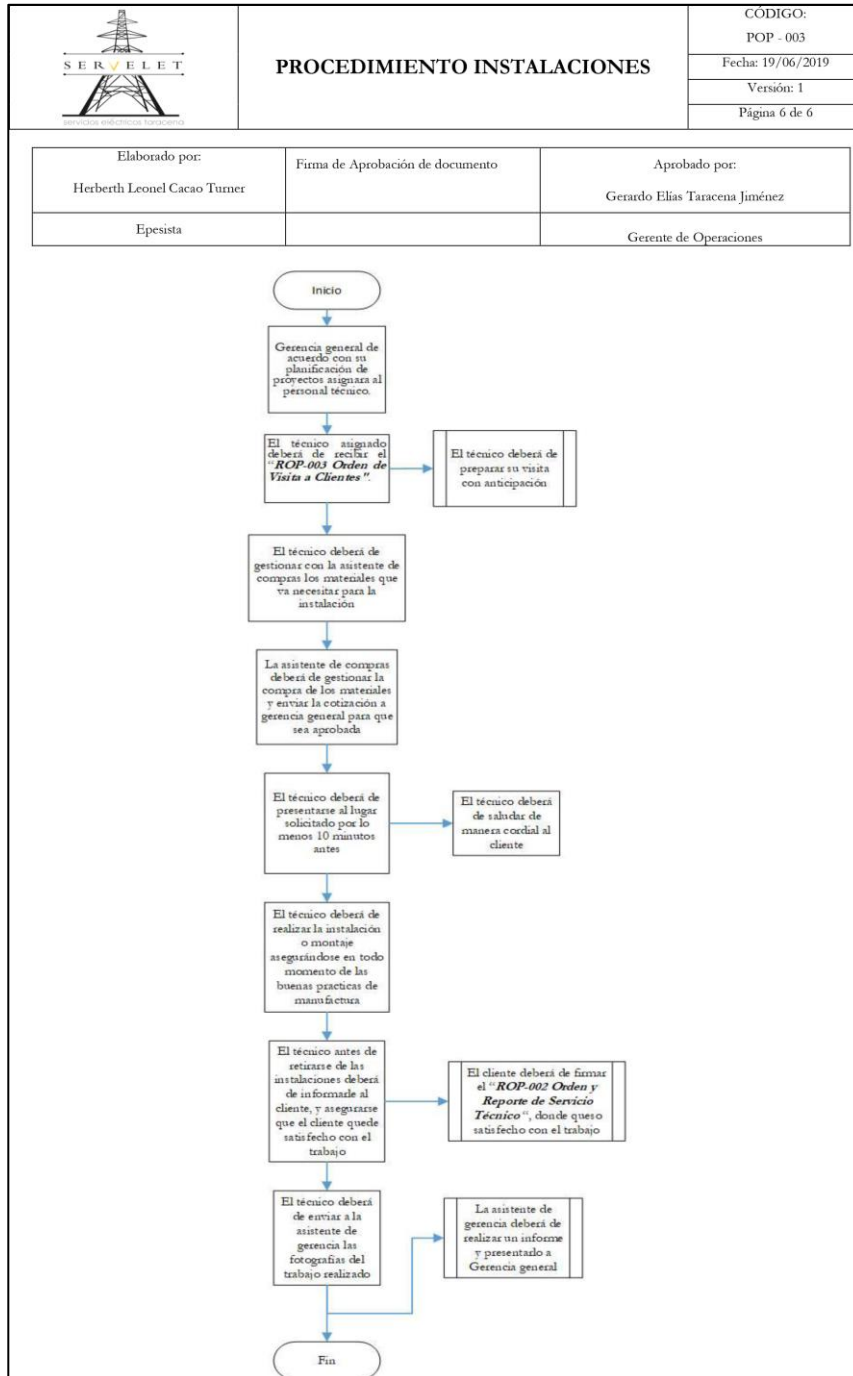 SERVELET
servicios eléctricos taracena
PROCEDIMIENTO INSTALACIONES
CÓDIGO:
POP - 003
Fecha: 19/06/2019
Versión: 1
Página 6 de 6
Elaborado por:
Herberth Leonel Cacao Turner
Firma de Aprobación de documento
Aprobado por:
Gerardo Elías Taracena Jiménez
Epesista
Gerente de Operaciones
Inicio
Gerencia general de
acuerdo con su
planificación de
proyectos asignara al
personal técnico.
El técnico asignado
deberá de recibir el
“ROP-003 Orden de
Visita a Clientes".
El técnico deberá de
preparar su visita
con anticipación
El técnico deberá de
gestionar con la asistente de
compras los materiales que
va necesitar para la
instalación
La asistente de compras
deberá de gestionar la
compra de los materiales
y enviar la cotización a
gerencia general para que
sea aprobada
El técnico deberá de
presentarse al lugar
solicitado por lo
menos 10 minutos
antes
El técnico deberá
de saludar de
manera cordial al
cliente
El técnico deberá de
realizar la instalación
o montaje
asegurándose en todo
momento de las
buenas practicas de
manufactura
El técnico antes de
retirarse de las
instalaciones deberá
de informarle al
cliente, y asegurarse
que el cliente quede
satisfecho con el
trabajo
El cliente deberá de firmar
el “ROP-002 Orden y
Reporte de Servicio
Técnico“, donde queso
satisfecho con el trabajo
El técnico deberá
de enviar a la
asistente de
gerencia las
fotografías del
trabajo realizado
La asistente de
gerencia deberá de
realizar un informe
y presentarlo a
Gerencia general
Fin